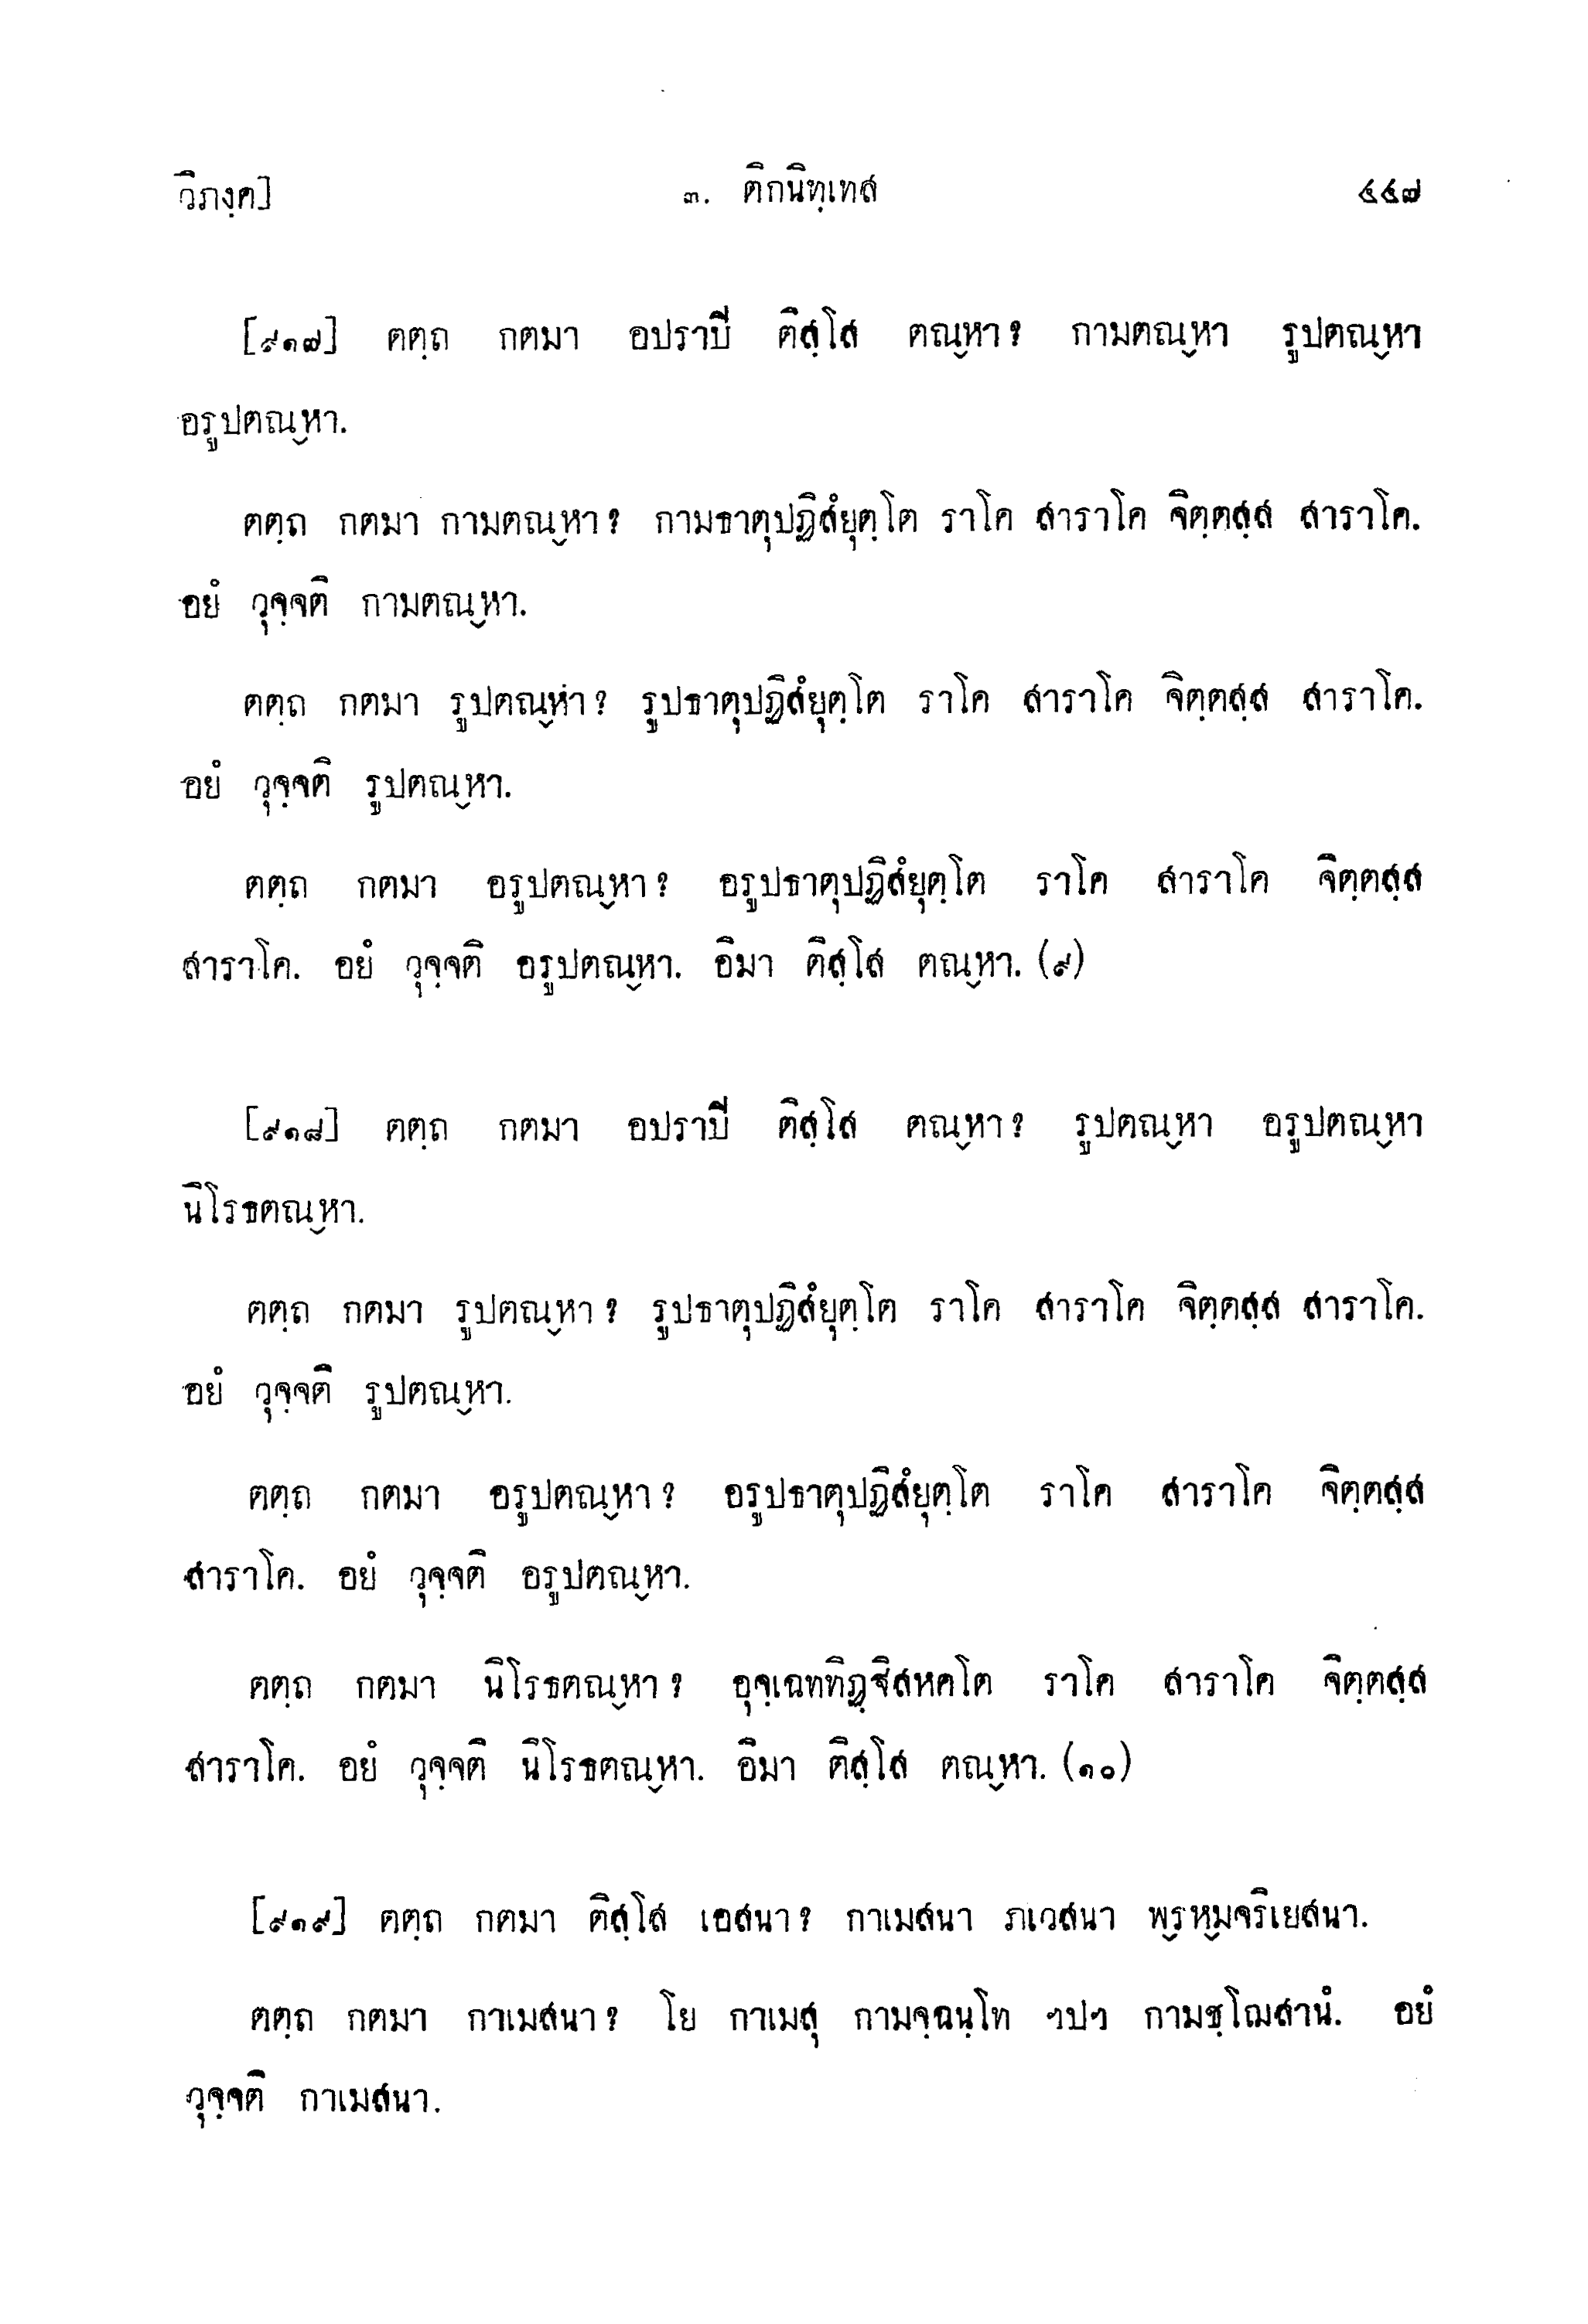 วิภงฺค]
๓. ติกนิทฺเทส
๔๔๗
[๙๑๗] ตตฺถ กตมา อปราปิ ติสฺโส ตณฺหา? กามตณฺหา รูปตณฺหา
อรูปตณฺหา.
ตตฺถ กตมา กามตณฺหา? กามธาตุปฏิสํยุตฺโต ราโค สาราโค จิตฺตสฺส สาราโค.
อยํ วุจฺจติ กามตณฺหา.
ตตฺถ กตมา รูปตณฺหา? รูปธาตุปฏิสํยุตฺโต ราโค สาราโค จิตฺตสฺส สาราโค.
อยํ วุจฺจติ รูปตณฺหา.
ตตฺถ กตมา อรูปตณฺหา? อรูปธาตุปฏิสํยุตฺโต ราโค สาราโค จิตฺตสฺส
สาราโค. อยํ วุจฺจติ อรูปตณฺหา. อิมา ติสฺโส ตณฺหา. (๙)
[๙๑๘] ตตฺถ กตมา อปราปิ ติสฺโส ตณฺหา? รูปตณฺหา อรูปตณฺหา
นิโรธตณฺหา.
ตตฺถ กตมา รูปตณฺหา? รูปธาตุปฏิสํยุตฺโต ราโค สาราโค จิตฺตสฺส สาราโค.
อยํ วุจฺจติ รูปตณฺหา.
ตตฺถ กตมา อรูปตณฺหา? อรูปธาตุปฏิสํยุตฺโต ราโค สาราโค จิตฺตสฺส
สาราโค. อยํ วุจฺจติ อรูปตณฺหา.
ตตฺถ กตมา นิโรธตณฺหา? อุจฺเฉททิฏฺฐิสหคโต ราโค สาราโค จิตฺตสฺส
สาราโค. อยํ วุจฺจติ นิโรธตณฺหา. อิมา ติสฺโส ตณฺหา. (๑๐)
[๙๑๙] ตตฺถ กตมา ติสฺโส เอสนา? กาเมสนา ภเวสนา พฺรหฺมจริเยสนา.
ตตฺถ กตมา กาเมสนา? โย กาเมสุ กามจฺฉนฺโท ฯปฯ กามชฺโฌสานํ. อยํ
วุจฺจติ กาเมสนา.